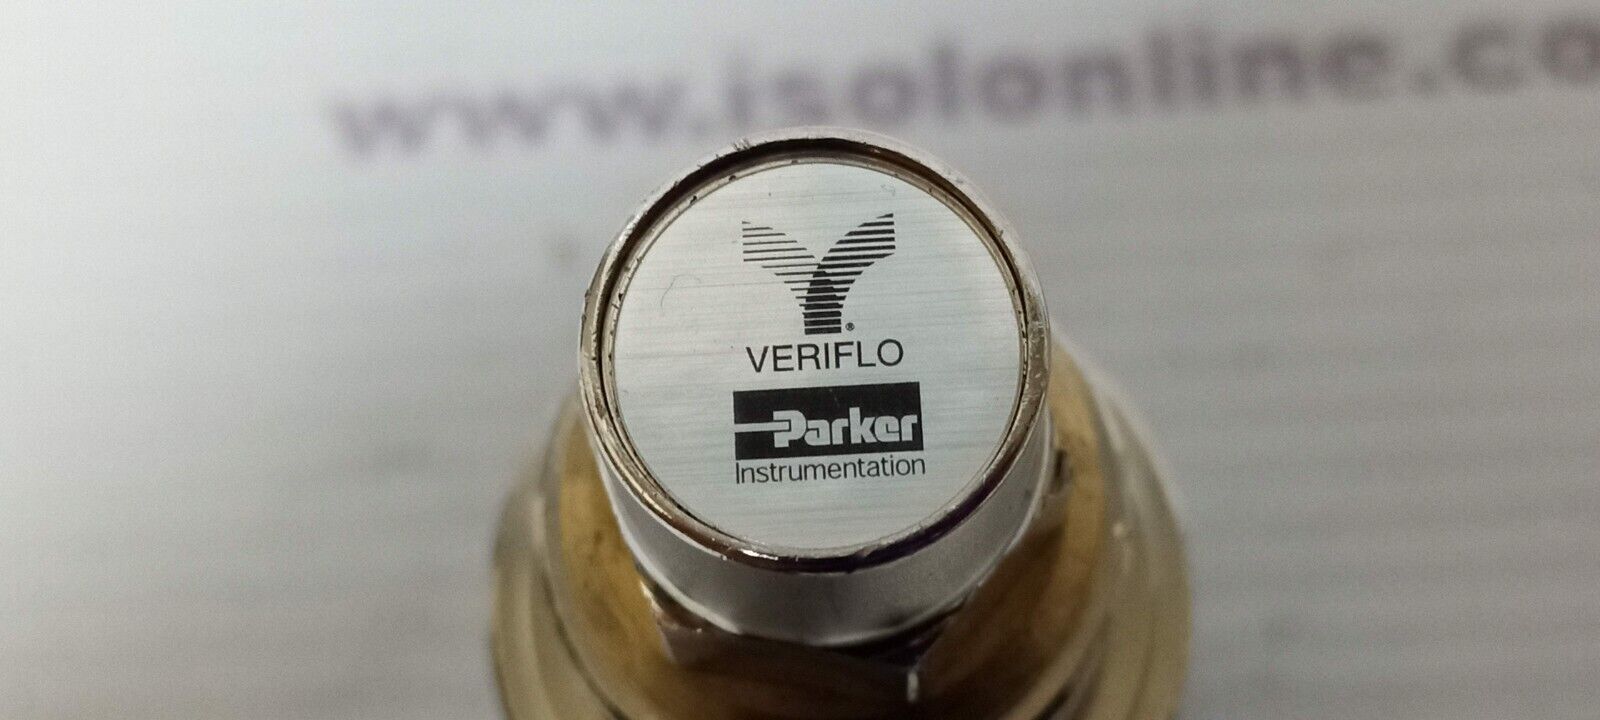 www.isolonline.co
®
VERIFLO
Parker
Instrumentation